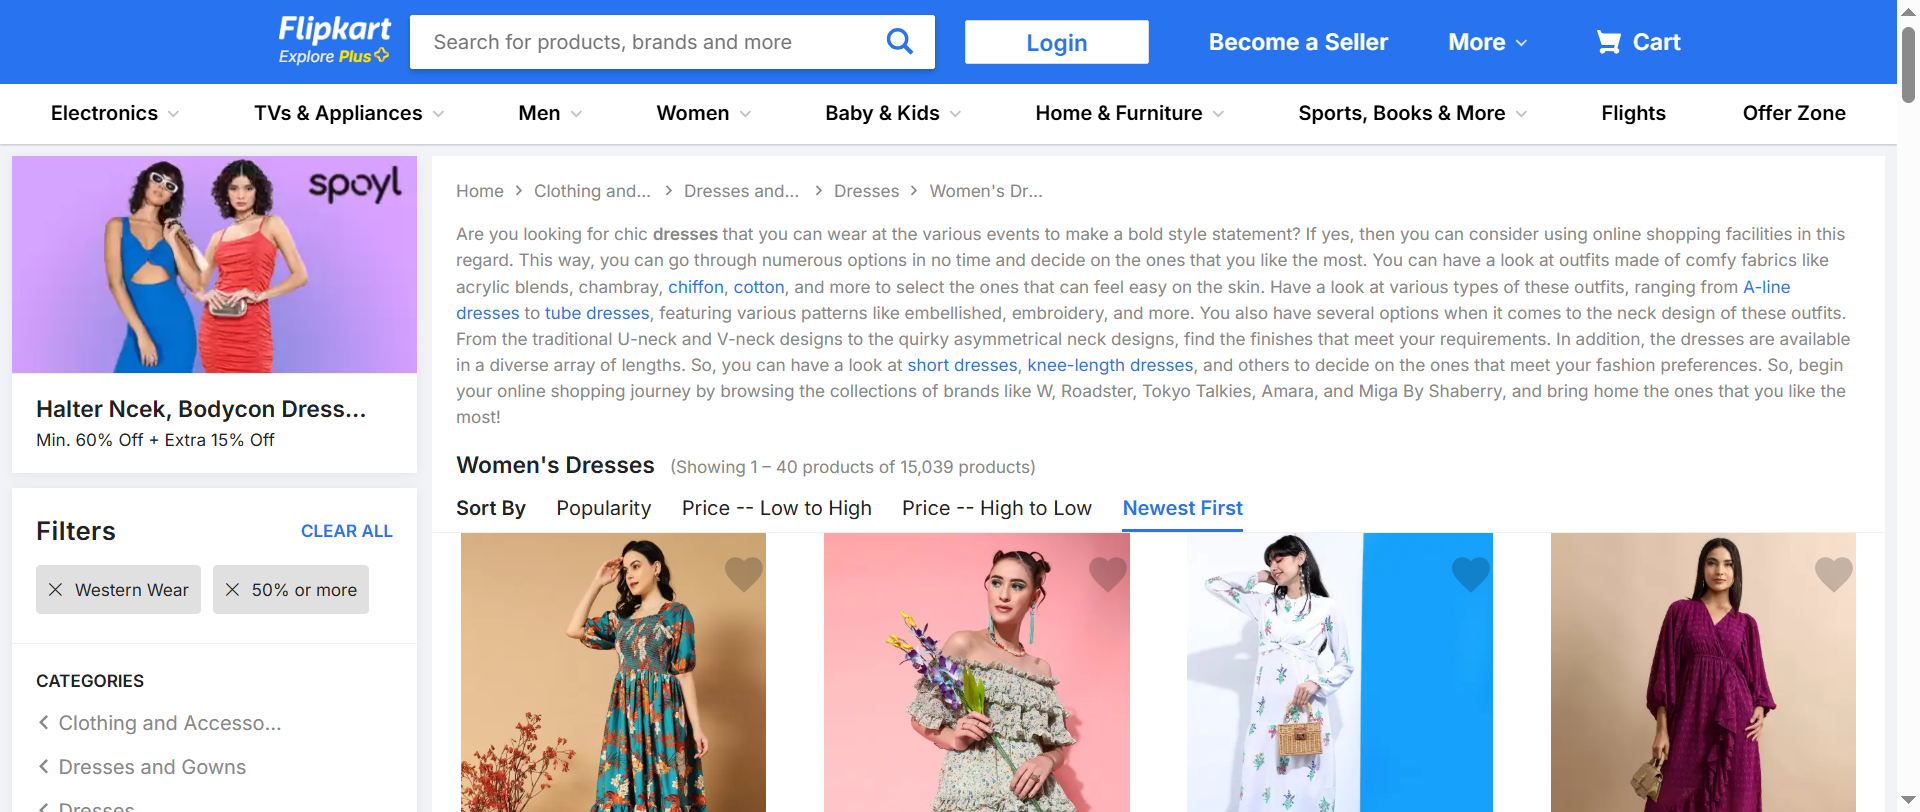 Flipkart
Explore Plus
Search for products, brands and more
Login
Become a Seller
More
Cart
Electronics
TVs & Appliances
Men
Women
Baby & Kids
Home & Furniture
Sports, Books & More
Flights
Offer Zone
spoyl
Halter Ncek, Bodycon Dress...
Min. 60% Off + Extra 15% Off
Filters
CLEAR ALL
Western Wear
50% or more
CATEGORIES
Clothing and Accesso...
Dresses and Gowns
Dresses
Home > Clothing and... > Dresses and... > Dresses > Women's Dr...
Are you looking for chic dresses that you can wear at the various events to make a bold style statement? If yes, then you can consider using online shopping facilities in this
regard. This way, you can go through numerous options in no time and decide on the ones that you like the most. You can have a look at outfits made of comfy fabrics like
acrylic blends, chambray, chiffon, cotton, and more to select the ones that can feel easy on the skin. Have a look at various types of these outfits, ranging from A-line
dresses to tube dresses, featuring various patterns like embellished, embroidery, and more. You also have several options when it comes to the neck design of these outfits.
From the traditional U-neck and V-neck designs to the quirky asymmetrical neck designs, find the finishes that meet your requirements. In addition, the dresses are available
in a diverse array of lengths. So, you can have a look at short dresses, knee-length dresses, and others to decide on the ones that meet your fashion preferences. So, begin
your online shopping journey by browsing the collections of brands like W, Roadster, Tokyo Talkies, Amara, and Miga By Shaberry, and bring home the ones that you like the
most!
Women's Dresses (Showing 1 – 40 products of 15,039 products)
Sort By
Popularity
Price -- Low to High
Price -- High to Low
Newest First